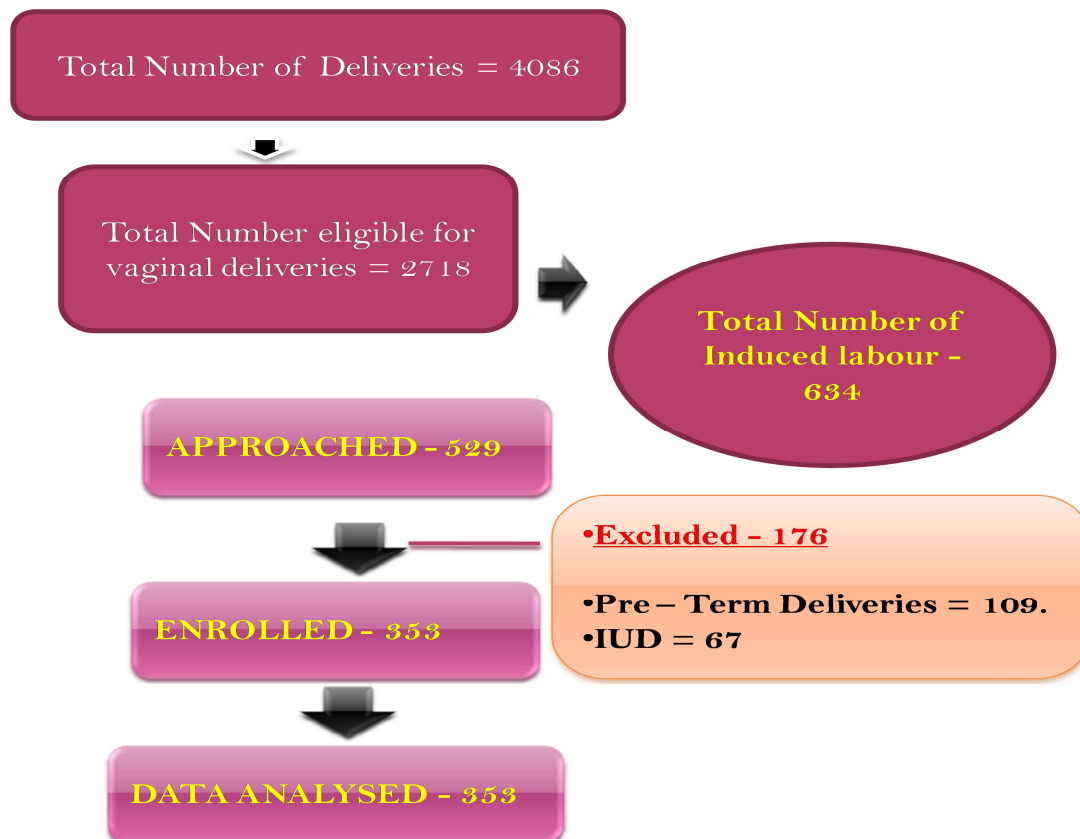 Total Number of Deliveries = 4086
Total Number eligible for
vaginal deliveries = 2718
Total Number of
Induced labour -
634
APPROACHED - 529
•Excluded - 176
•Pre – Term Deliveries = 109.
•IUD = 67
ENROLLED - 353
DATA ANALYSED - 353